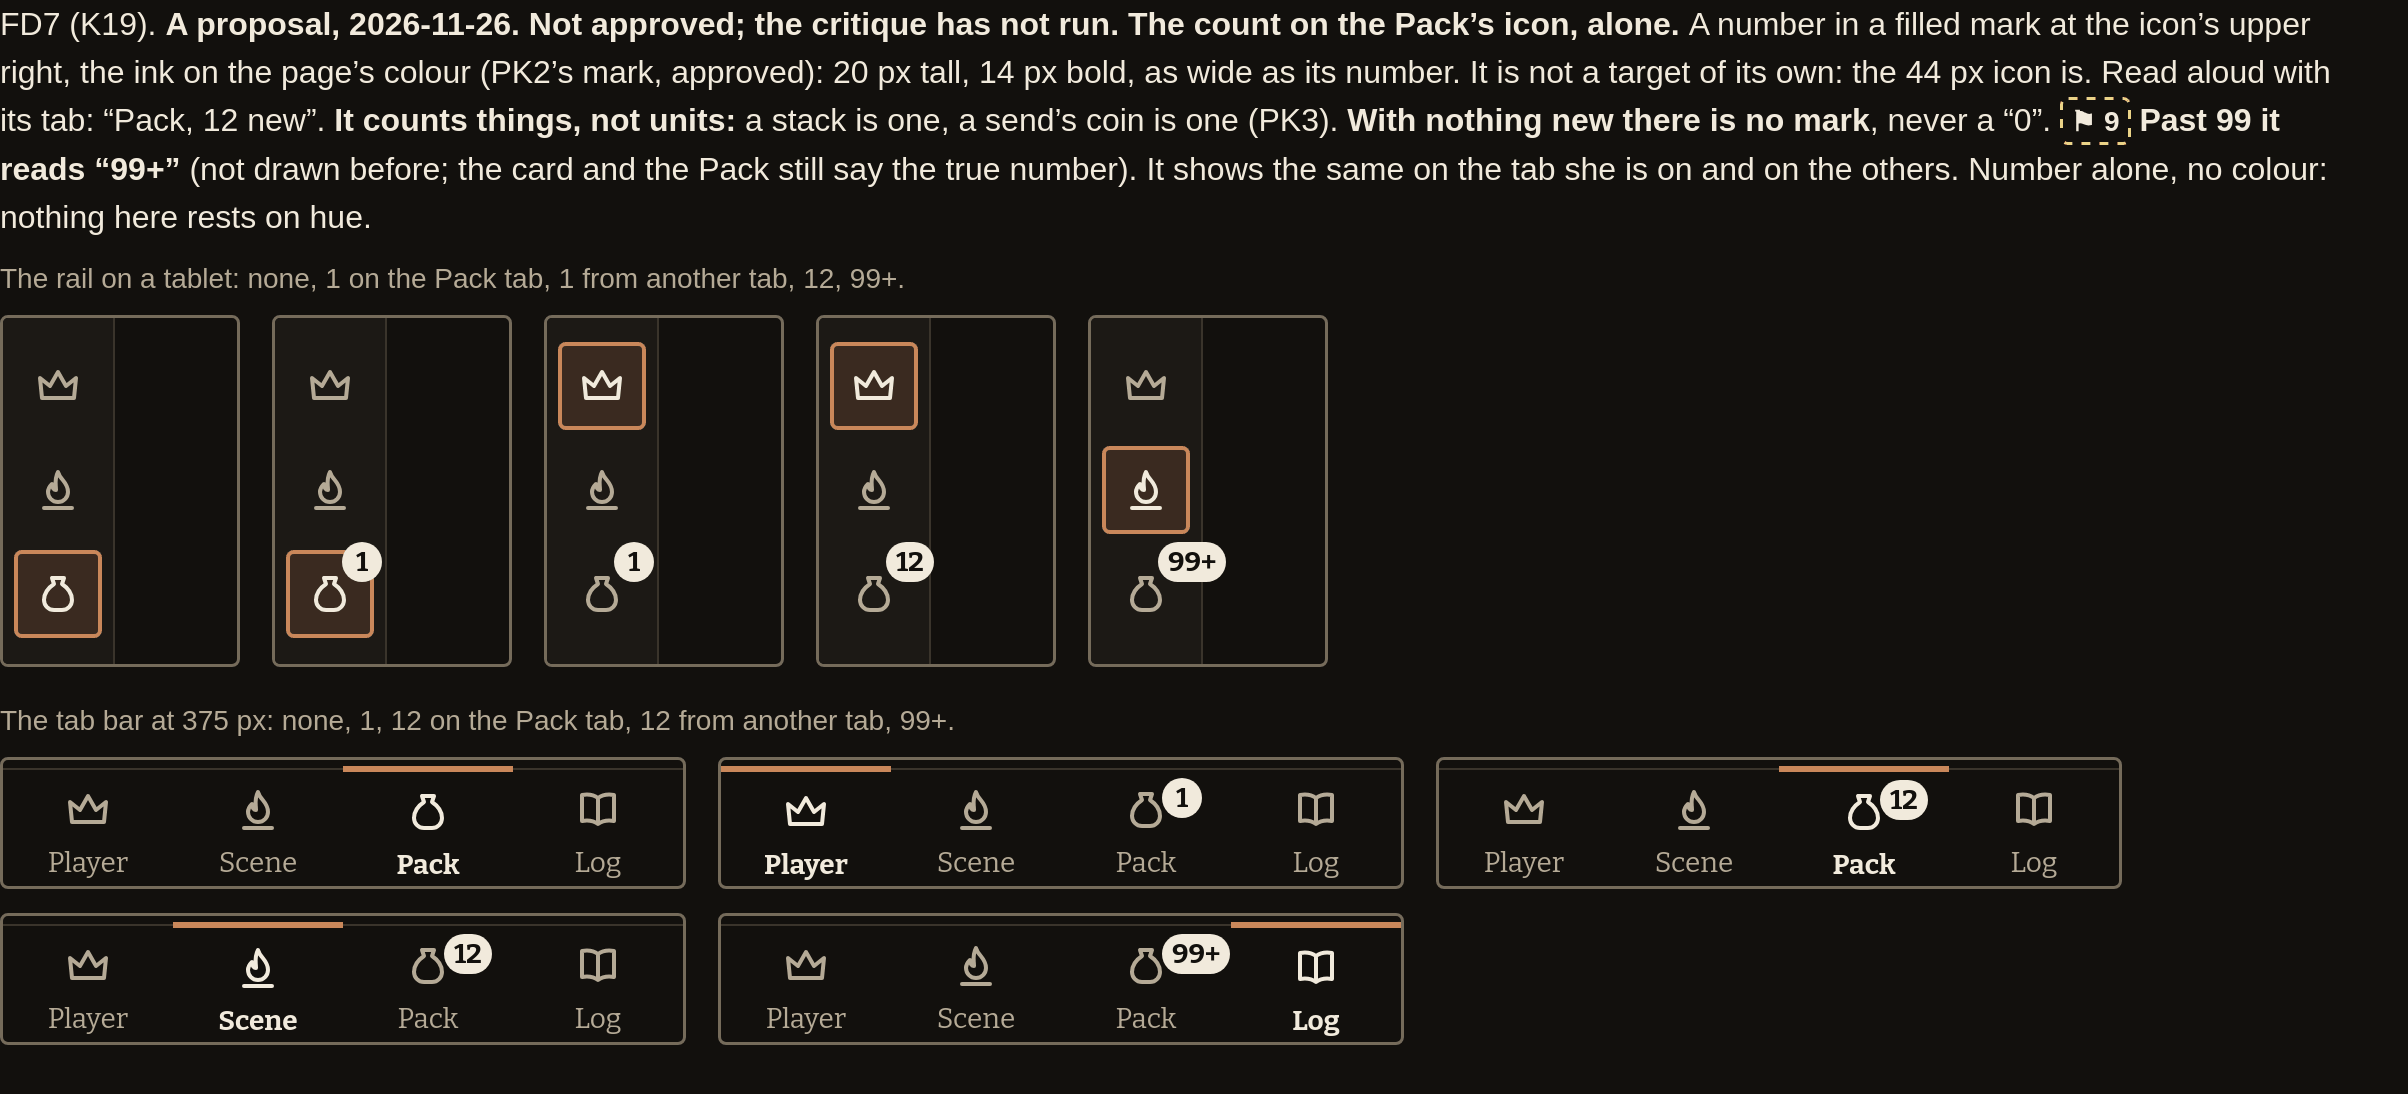 FD7 (K19). A proposal, 2026-11-26. Not approved; the critique has not run. The count on the Pack’s icon, alone. A number in a filled mark at the icon’s upper
right, the ink on the page’s colour (PK2’s mark, approved): 20 px tall, 14 px bold, as wide as its number. It is not a target of its own: the 44 px icon is. Read aloud with
its tab: “Pack, 12 new”. It counts things, not units: a stack is one, a send’s coin is one (PK3). With nothing new there is no mark, never a “0”. ⚑ 9 Past 99 it
reads “99+” (not drawn before; the card and the Pack still say the true number). It shows the same on the tab she is on and on the others. Number alone, no colour:
nothing here rests on hue.
The rail on a tablet: none, 1 on the Pack tab, 1 from another tab, 12, 99+.
1 1 12 99+
The tab bar at 375 px: none, 1, 12 on the Pack tab, 12 from another tab, 99+.
1 12
Player Scene Pack Log Player Scene Pack Log Player Scene Pack Log
12 99+
Player Scene Pack Log Player Scene Pack Log